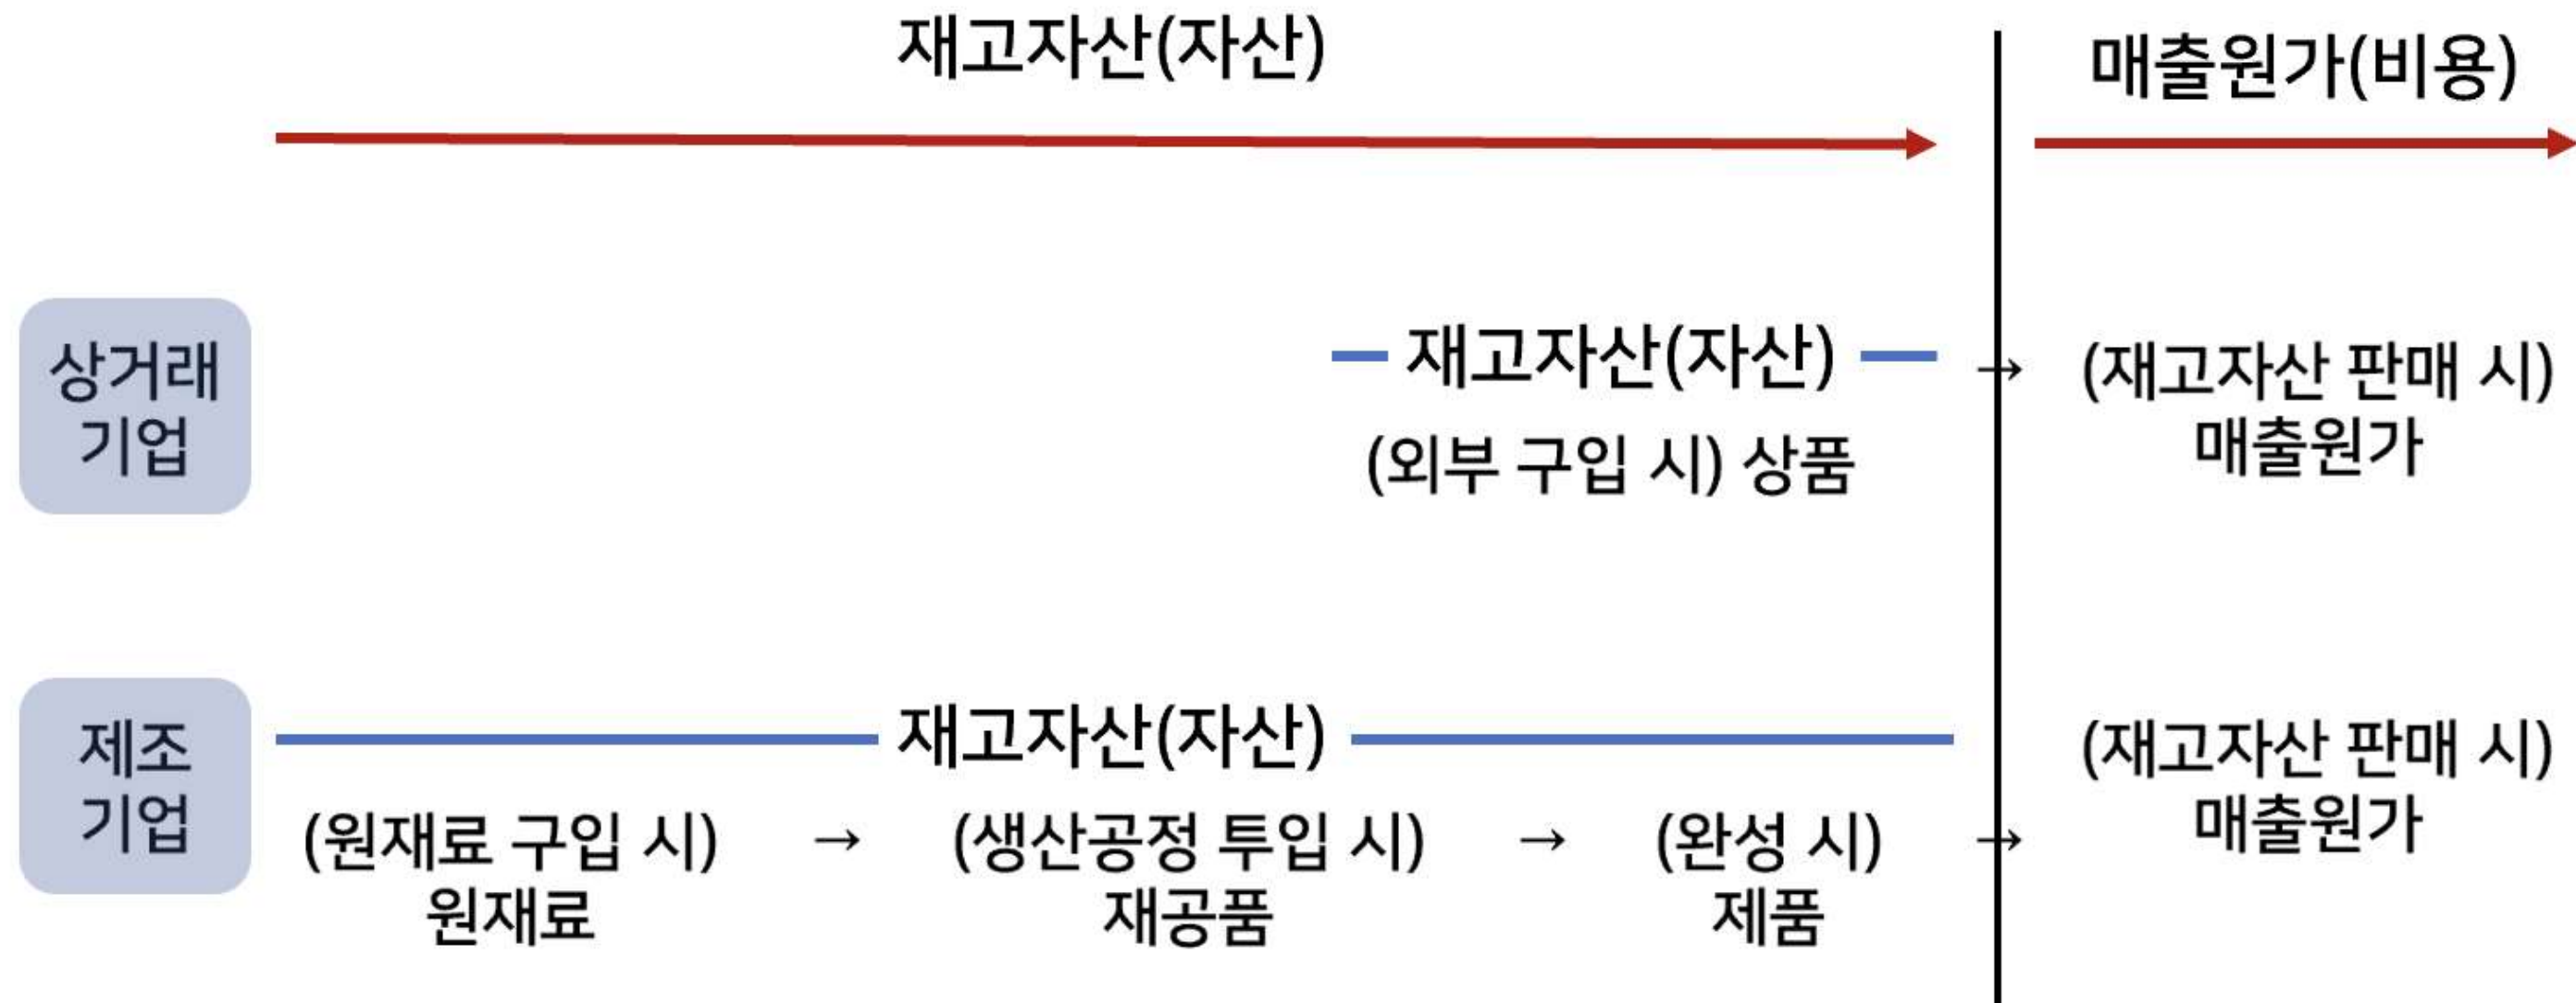 재고자산(자산)
매출원가(비용)
상거래
기업
재고자산(자산)
(외부 구입 시) 상품
→
(재고자산 판매 시)
매출원가
제조
기업
재고자산(자산)
(원재료 구입 시)
원재료
→
(생산공정 투입 시)
재공품
→
(완성 시)
제품
→
(재고자산 판매 시)
매출원가